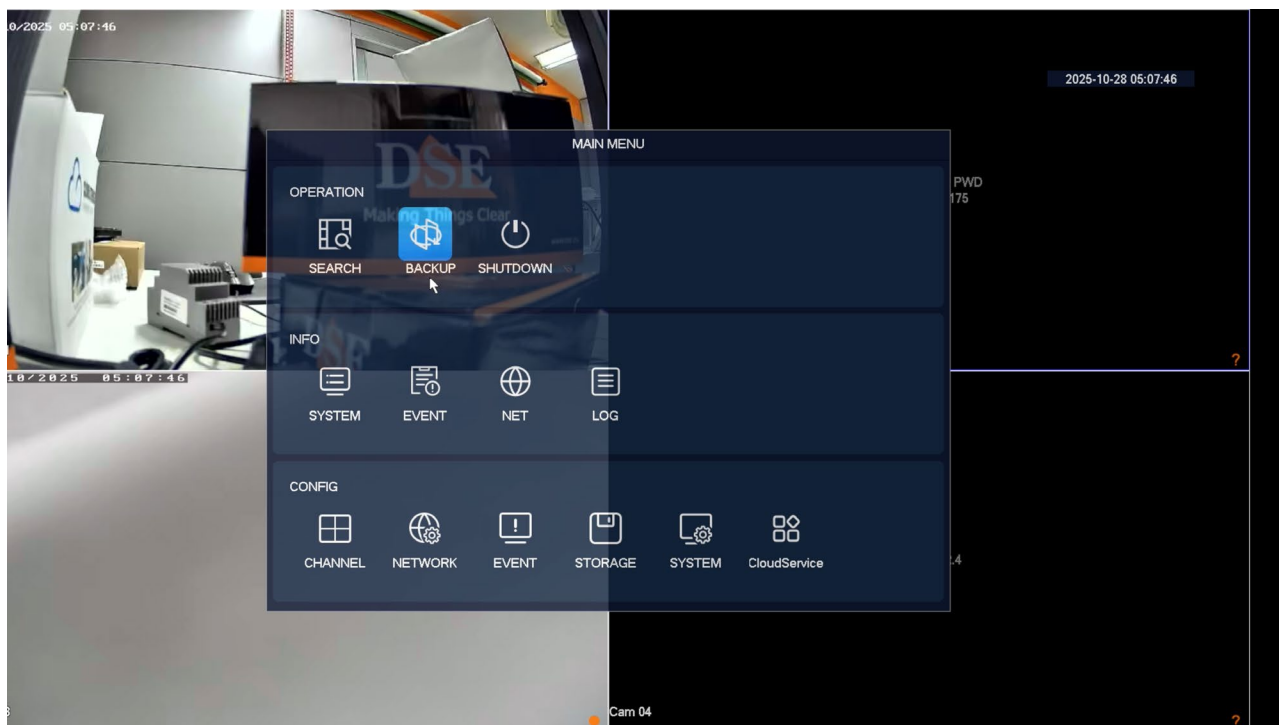 0/2025 05:07:46
2025-10-28 05:07:46
MAIN MENU
DSE
Making Things Clear
PWD
175
OPERATION
SEARCH
BACKUP
SHUTDOWN
INFO
?
10/2025 05:07:46
SYSTEM
EVENT
NET
LOG
CONFIG
CHANNEL
NETWORK
EVENT
STORAGE
SYSTEM
CloudService
.4
Cam 04
?